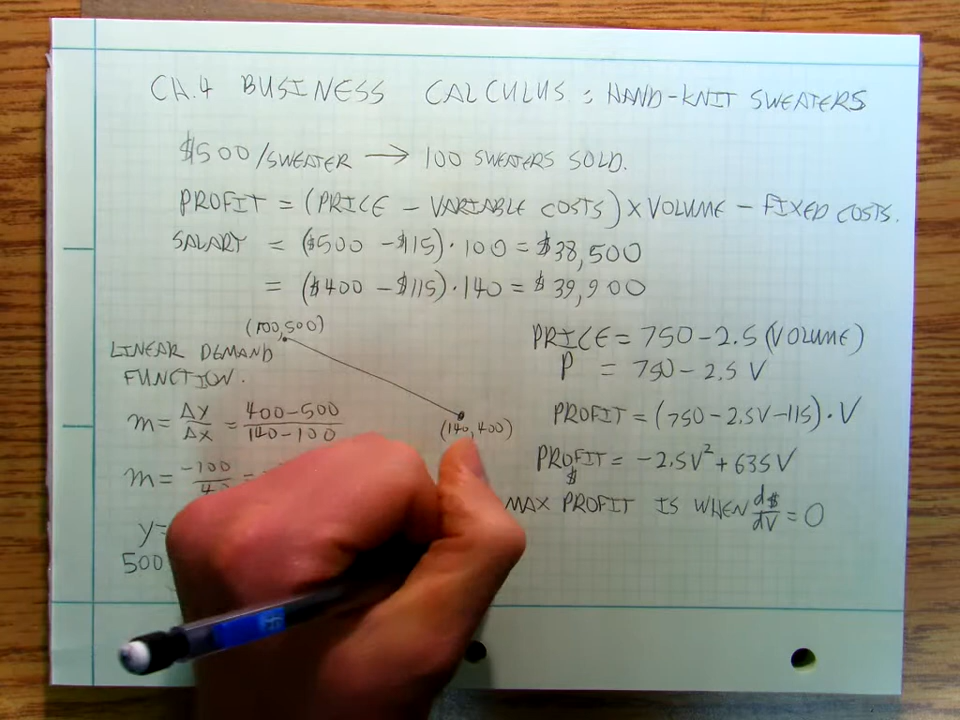 CH.4 BUSINESS CALCULUS : HAND-KNIT SWEATERS
$500/SWEATER → 100 SWEATERS SOLD.
PROFIT = (PRICE - VARIABLE COSTS) X VOLUME - FIXED COSTS.
SALARY = ($500 - $115) · 100 = $38,500
= ($400 - $115) · 140 = $39,900
(100,500)
LINEAR DEMAND
FUNCTION.
(140,400)
m = Δy/Δx = 400-500/140-100
m = -100/40 =
y=
500
PRICE = 750 - 2.5 (VOLUME)
P = 750 - 2.5 V
PROFIT = (750 - 2.5V - 115) · V
PROFIT = -2.5V² + 635V
$
MAX PROFIT IS WHEN d$/dV = 0